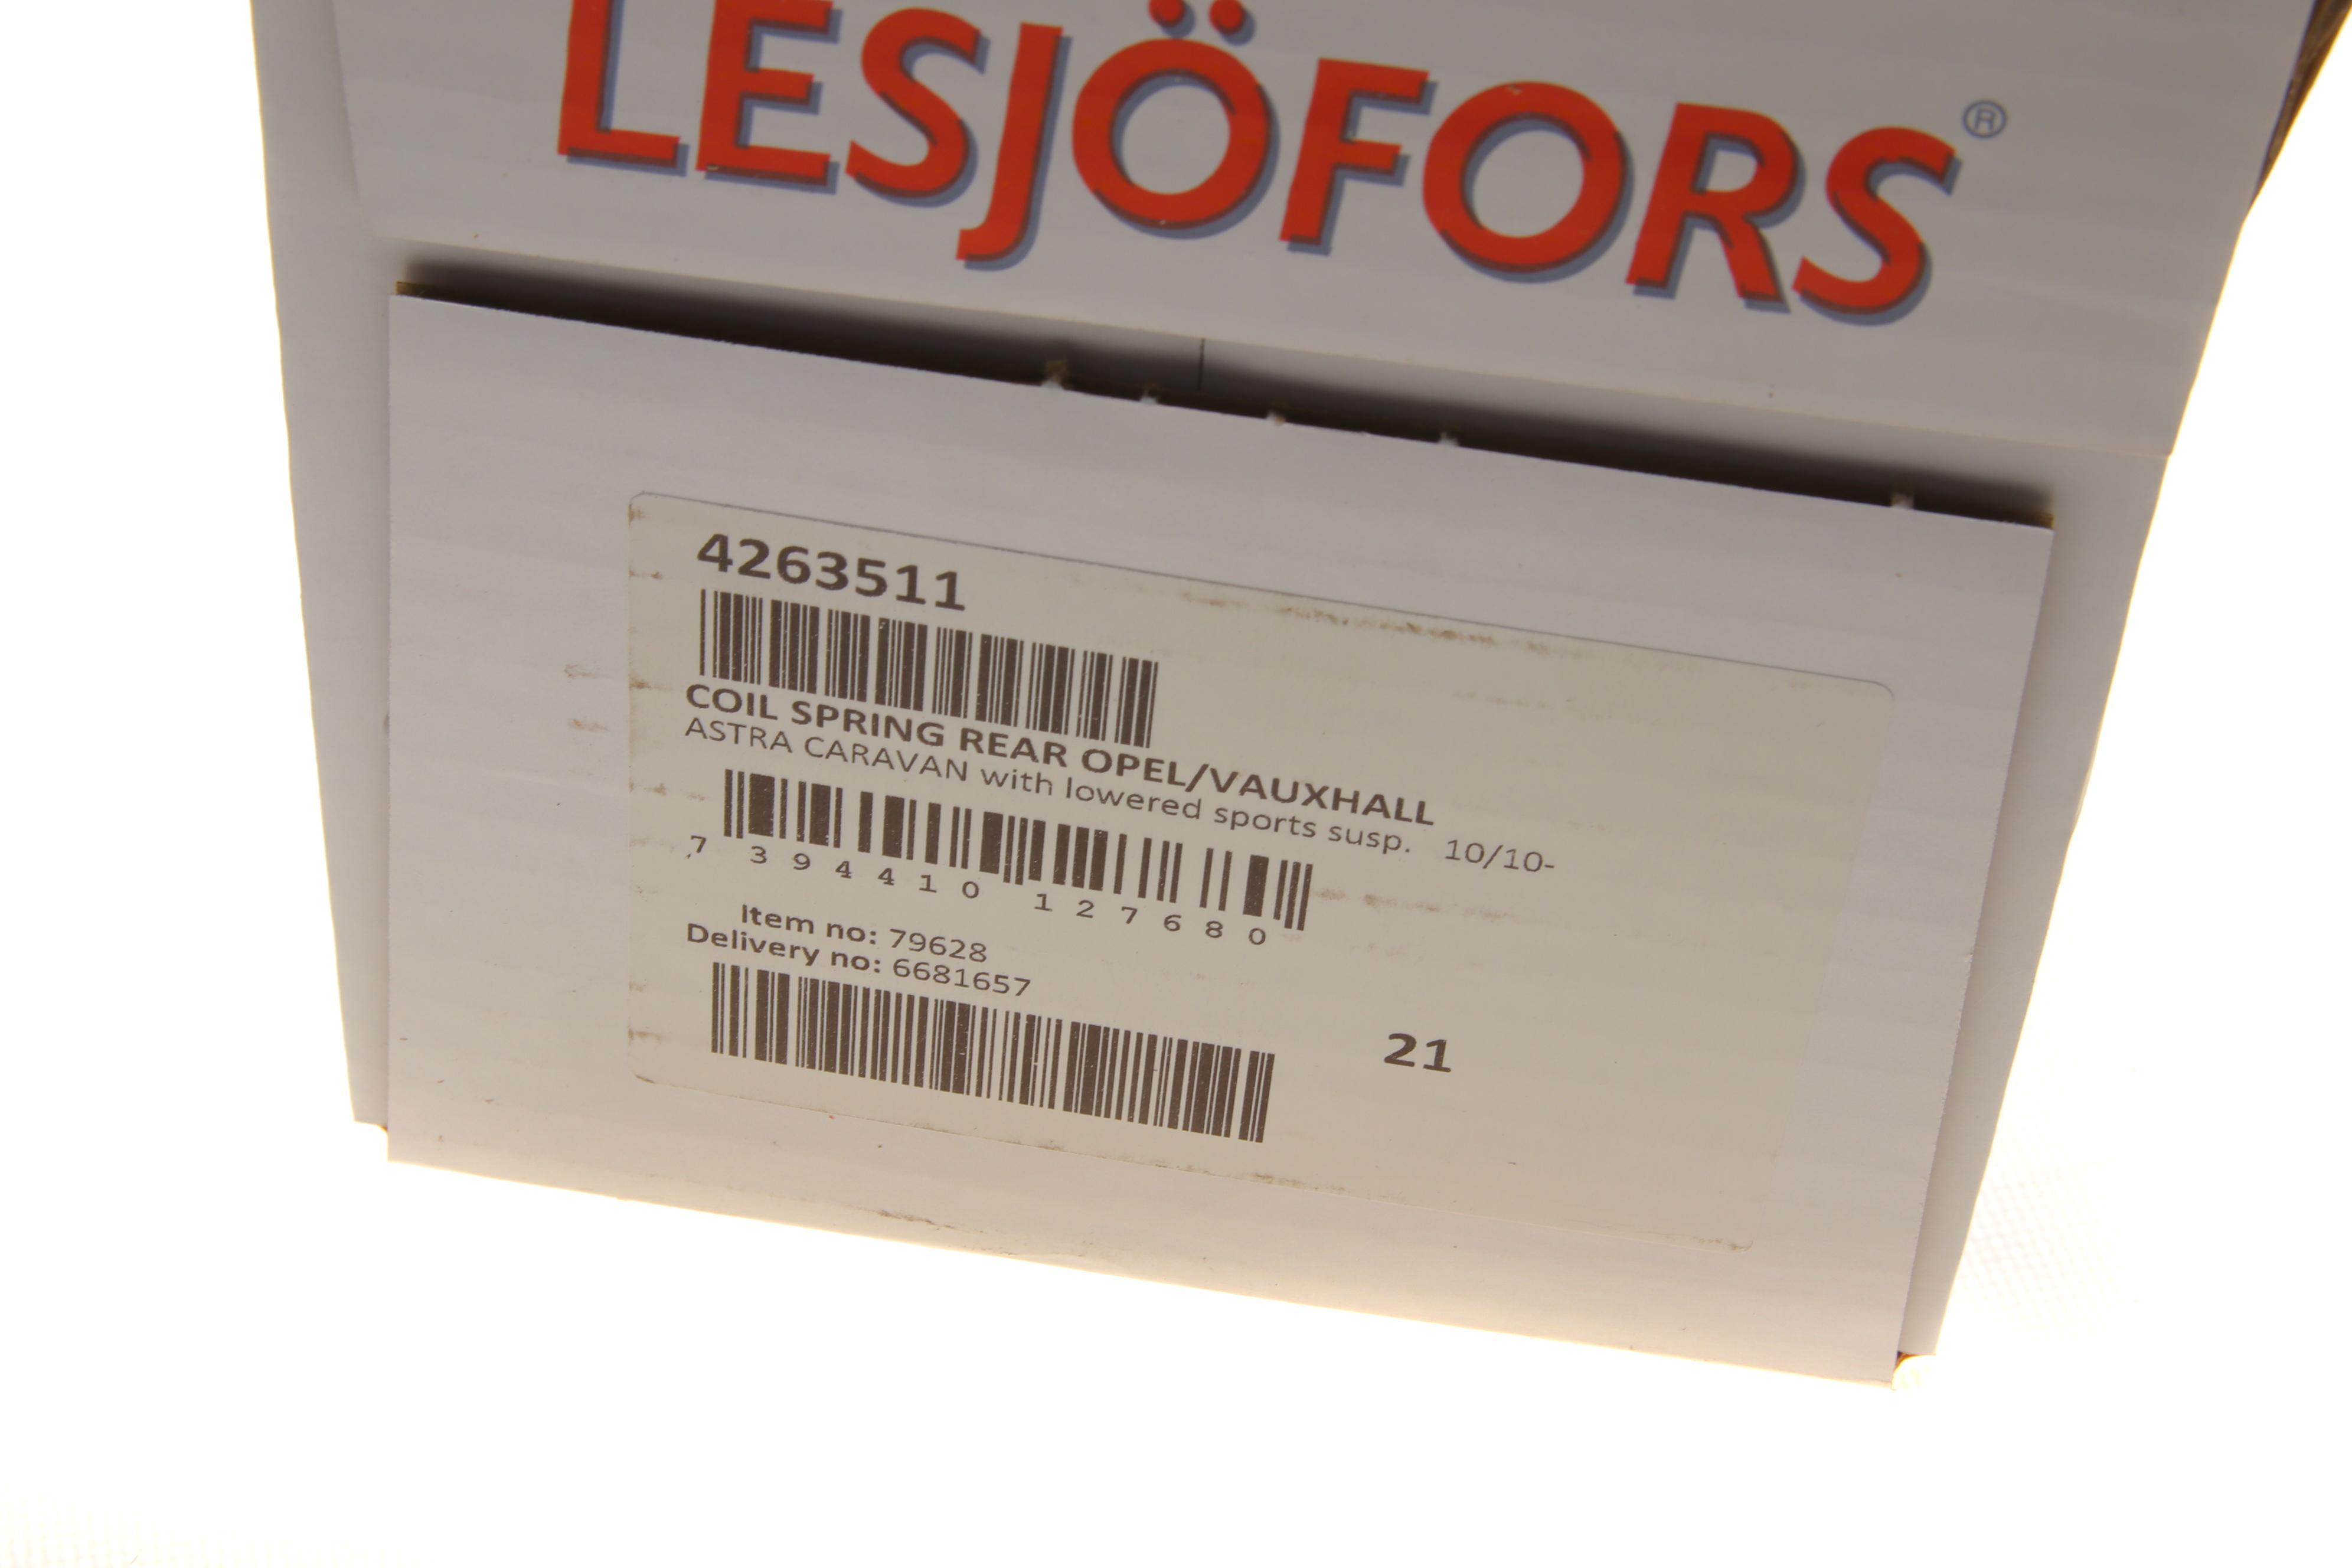 LESJÖFORS®
4263511
COIL SPRING REAR OPEL/VAUXHALL
ASTRA CARAVAN with lowered sports susp. 10/10-
7 394410 127680
Item no: 79628
Delivery no: 6681657
21